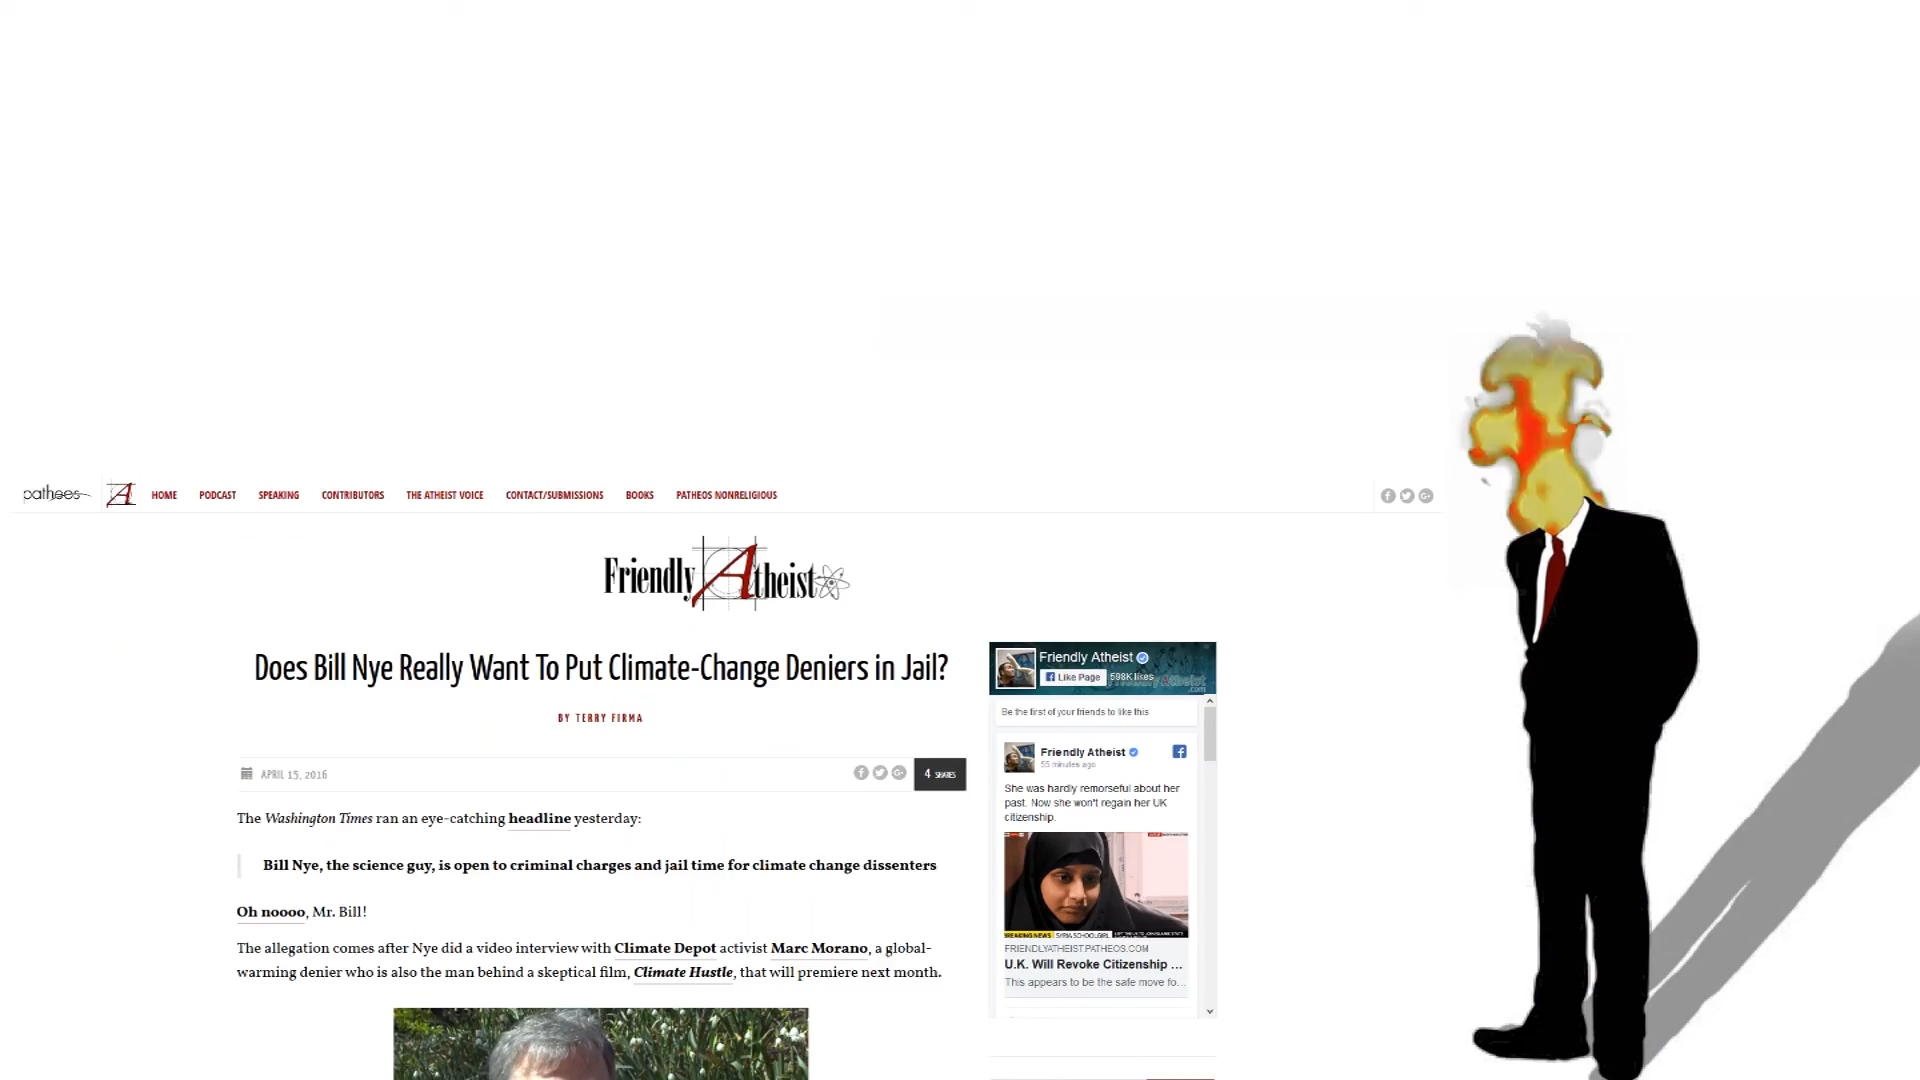 patheos
A HOME PODCAST SPEAKING CONTRIBUTORS THE ATHEIST VOICE CONTACT/SUBMISSIONS BOOKS PATHEOS NONRELIGIOUS
Friendly Atheist
Does Bill Nye Really Want To Put Climate-Change Deniers in Jail?
BY TERRY FIRMA
APRIL 15, 2016
4 SHARES
The Washington Times ran an eye-catching headline yesterday:
Bill Nye, the science guy, is open to criminal charges and jail time for climate change dissenters
Oh noooo, Mr. Bill!
The allegation comes after Nye did a video interview with Climate Depot activist Marc Morano, a global-
warming denier who is also the man behind a skeptical film, Climate Hustle, that will premiere next month.
Friendly Atheist
Like Page 598K likes
Friendly Atheist
.com
Be the first of your friends to like this
Friendly Atheist
55 minutes ago
She was hardly remorseful about her
past. Now she won't regain her UK
citizenship.
BREAKING NEWS SYRIA SCHOOLGIRL
FRIENDLYATHEIST.PATHEOS.COM
U.K. Will Revoke Citizenship ...
This appears to be the safe move fo...